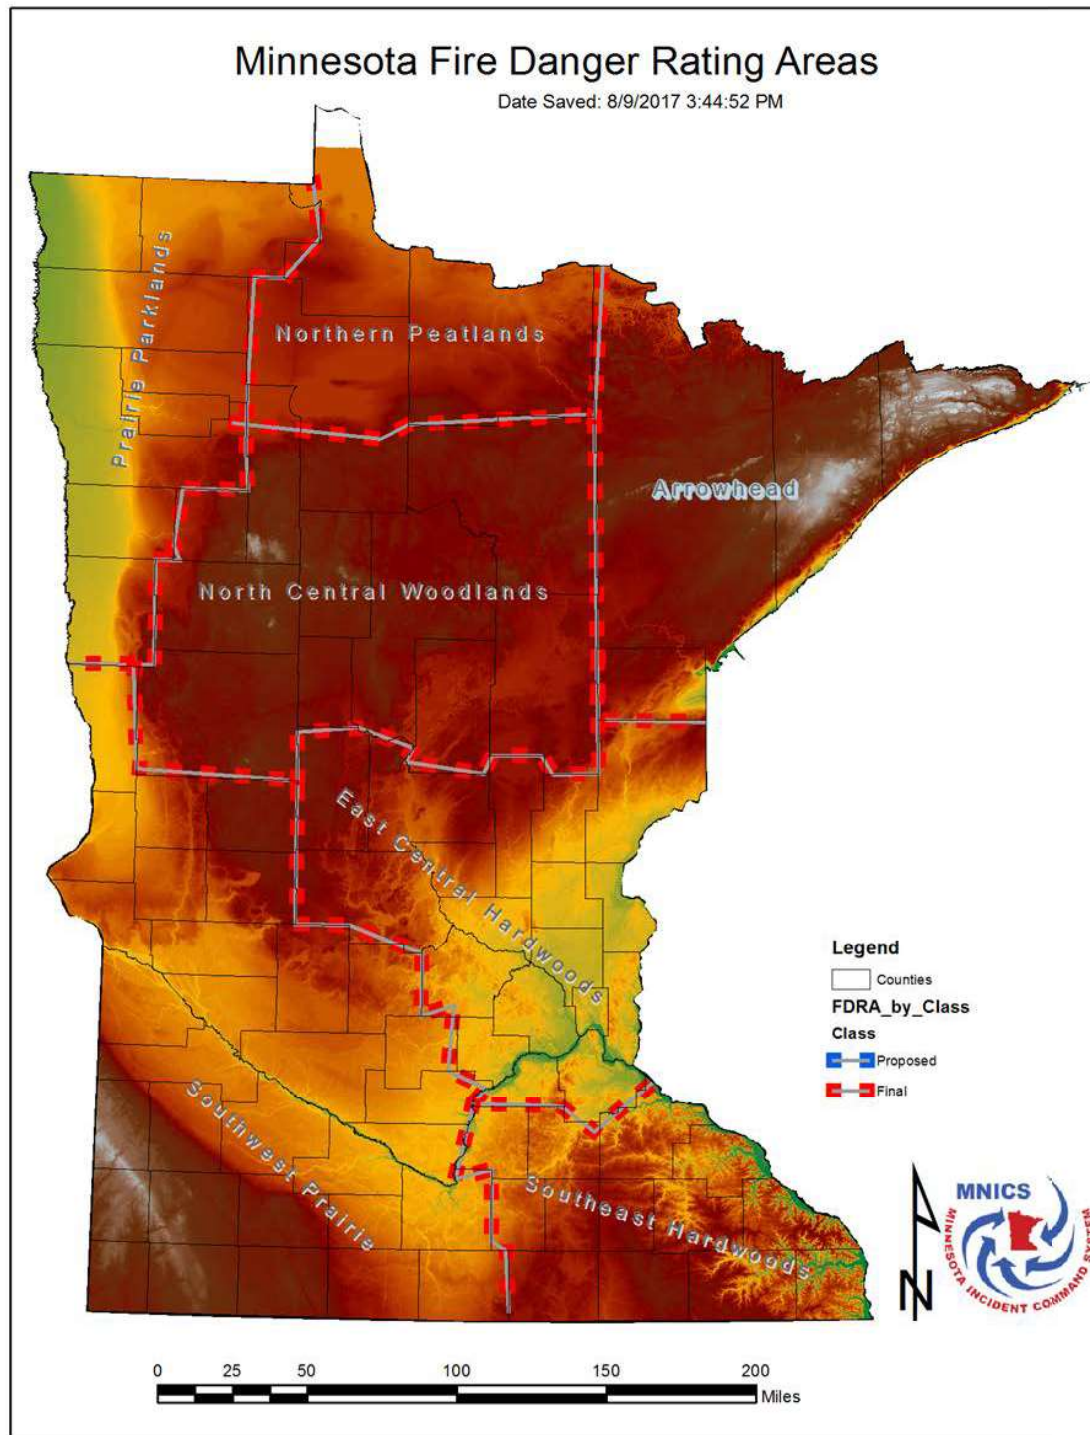 Minnesota Fire Danger Rating Areas
Date Saved: 8/9/2017 3:44:52 PM
Prairie Parklands
Northern Peatlands
Arrowhead
North Central Woodlands
East Central Hardwoods
Southwest Prairie
Southeast Hardwoods
Legend
Counties
FDRA_by_Class
Class
Proposed
Final
N
MNICS
MINNESOTA INCIDENT COMMAND SYSTEM
0 25 50 100 150 200
Miles